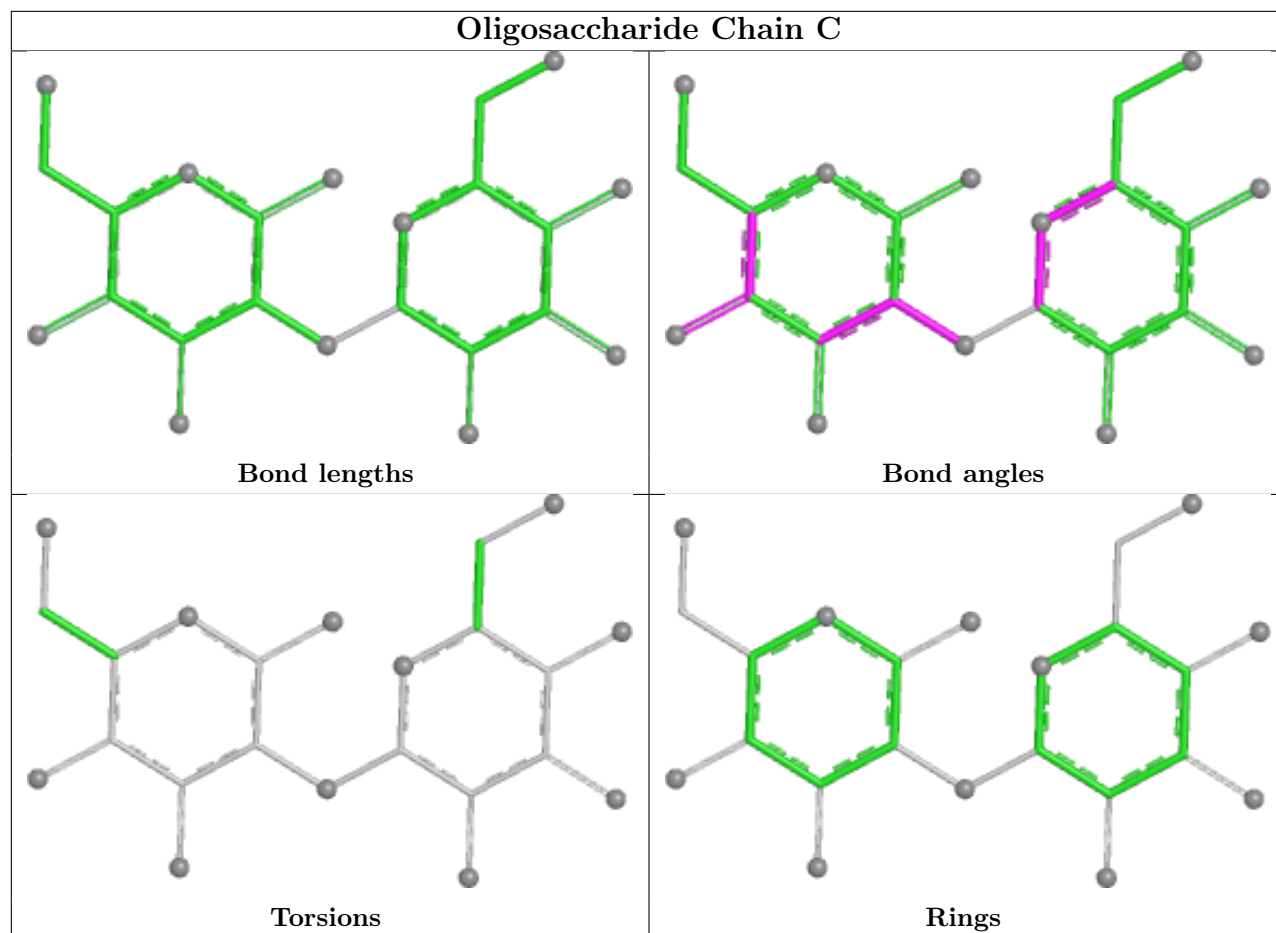 Oligosaccharide Chain C
Bond lengths
Bond angles
Torsions
Rings